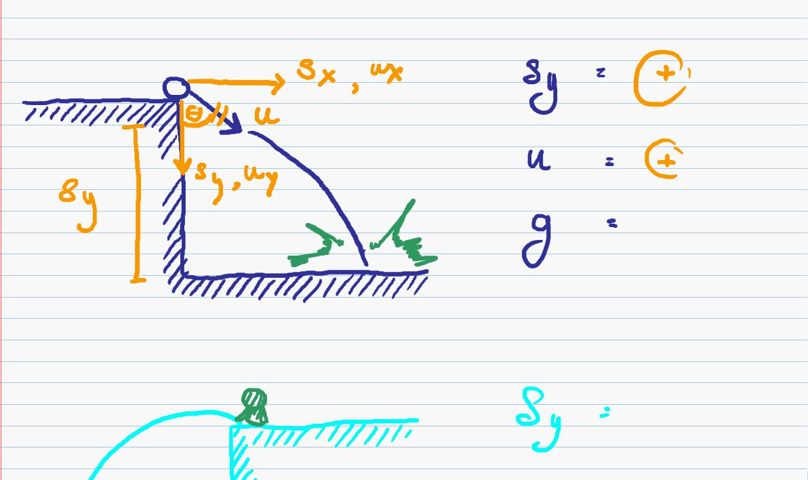 Sx, ux
Sy = (+)
θ u
Sy, uy
u = (+)
Sy
g =
Sy =